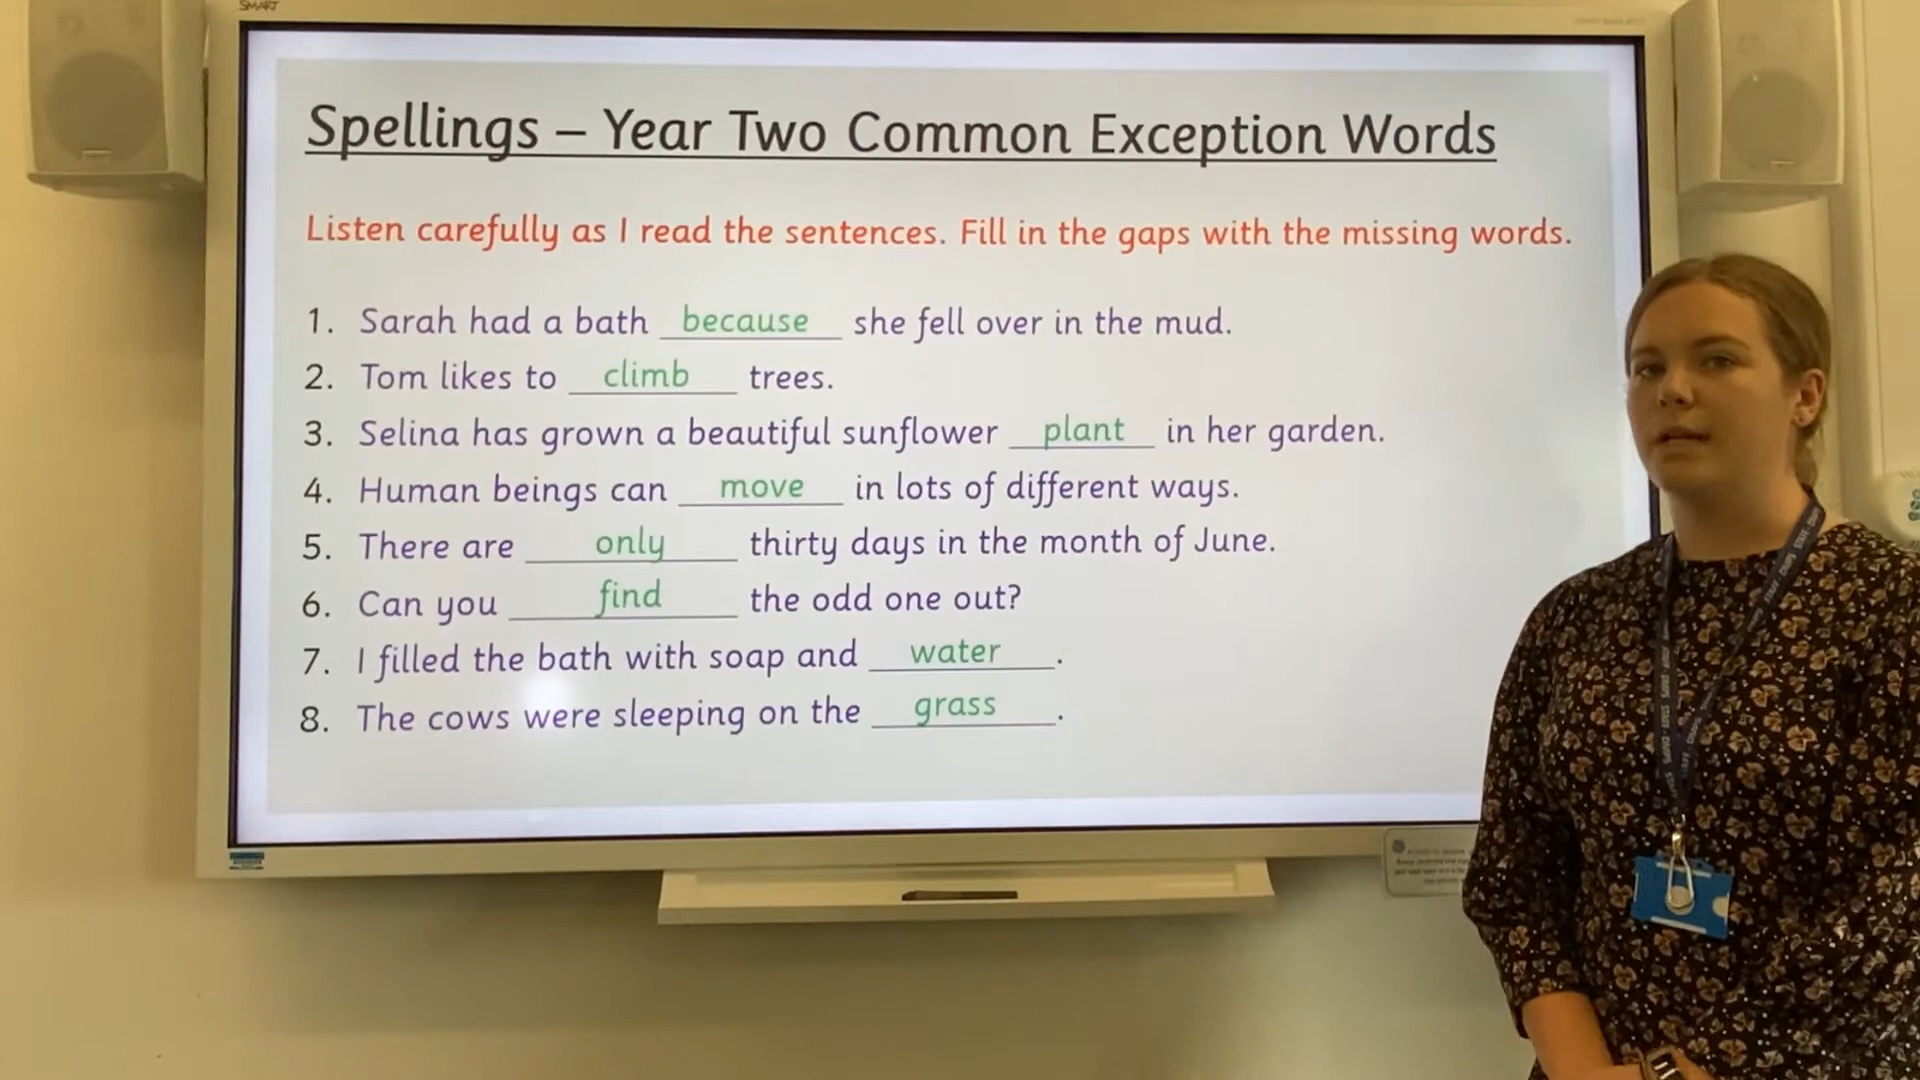 SMART
Spellings – Year Two Common Exception Words
Listen carefully as I read the sentences. Fill in the gaps with the missing words.
1. Sarah had a bath because she fell over in the mud.
2. Tom likes to climb trees.
3. Selina has grown a beautiful sunflower plant in her garden.
4. Human beings can move in lots of different ways.
5. There are only thirty days in the month of June.
6. Can you find the odd one out?
7. I filled the bath with soap and water.
8. The cows were sleeping on the grass.